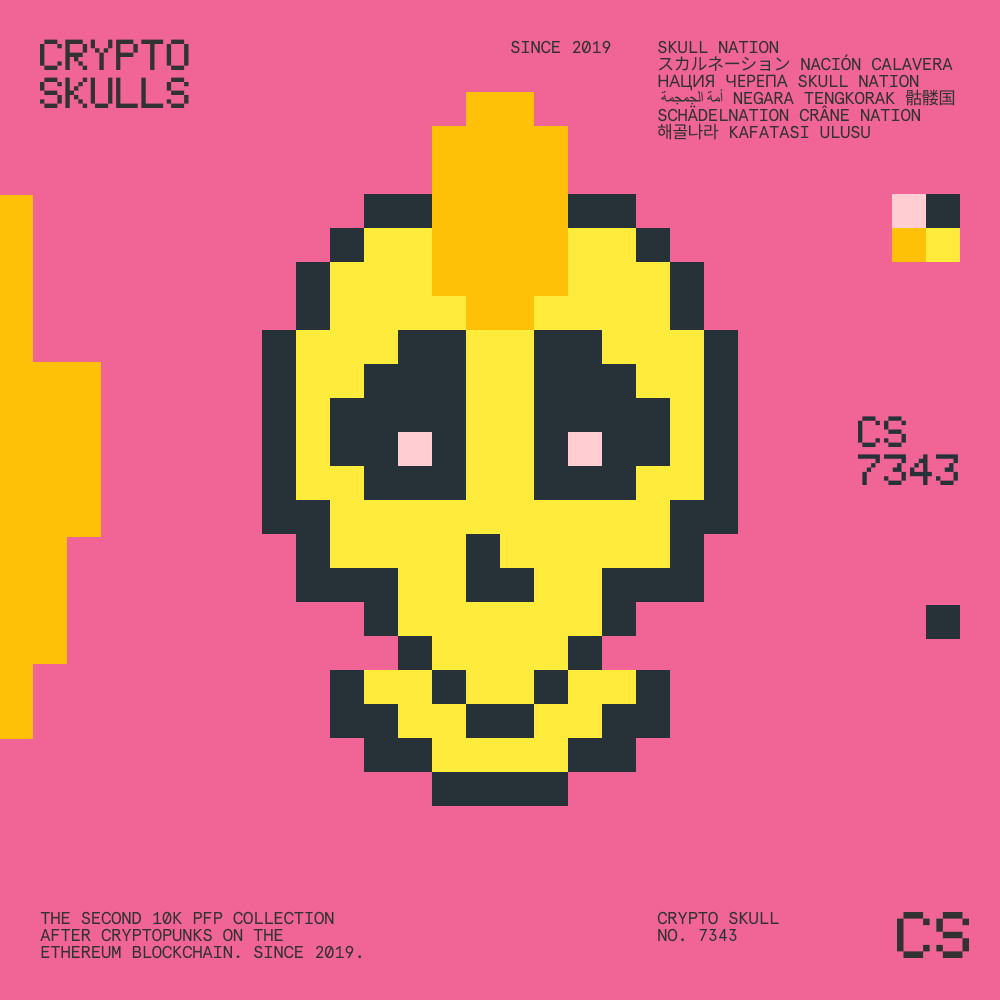 CRYPTO
SKULLS
SINCE 2019
SKULL NATION
スカルネーション NACIÓN CALAVERA
НАЦИЯ ЧЕРЕПА SKULL NATION
أمة الجمجمة NEGARA TENGKORAK 骷髅国
SCHÄDELNATION CRÂNE NATION
해골나라 KAFATASI ULUSU
CS
7343
THE SECOND 10K PFP COLLECTION
AFTER CRYPTOPUNKS ON THE
ETHEREUM BLOCKCHAIN. SINCE 2019.
CRYPTO SKULL
NO. 7343
CS